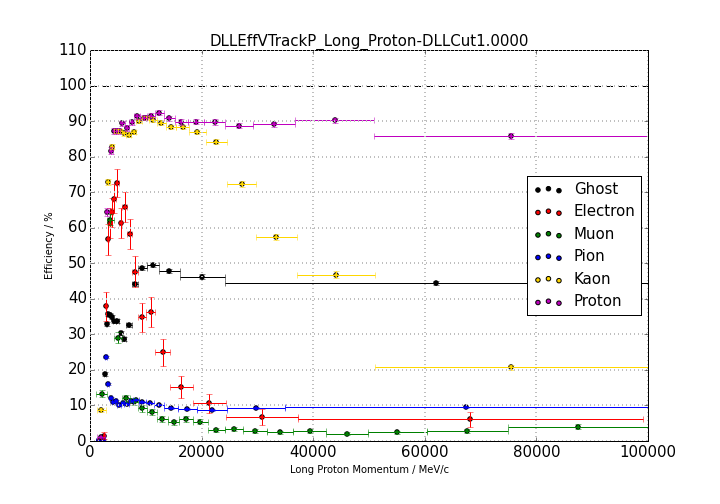 DLLEffVTrackP_Long_Proton-DLLCut1.0000
110
100
90
80
70
60
50
40
30
20
10
0
Efficiency / %
Ghost
Electron
Muon
Pion
Kaon
Proton
0 20000 40000 60000 80000 100000
Long Proton Momentum / MeV/c